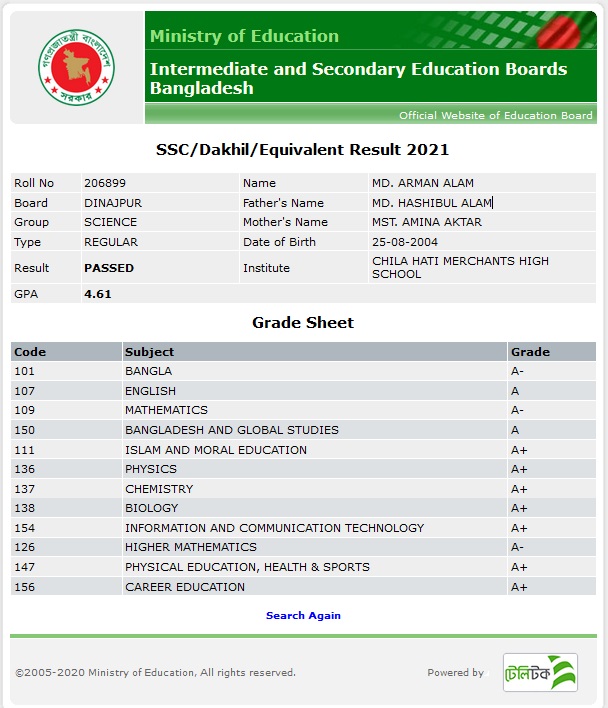 গণপ্রজাতন্ত্রী বাংলাদেশ
সরকার
Ministry of Education
Intermediate and Secondary Education Boards
Bangladesh
Official Website of Education Board
SSC/Dakhil/Equivalent Result 2021
Roll No 206899 Name MD. ARMAN ALAM
Board DINAJPUR Father's Name MD. HASHIBUL ALAM
Group SCIENCE Mother's Name MST. AMINA AKTAR
Type REGULAR Date of Birth 25-08-2004
Result PASSED Institute CHILA HATI MERCHANTS HIGH
SCHOOL
GPA 4.61
Grade Sheet
Code Subject Grade
101 BANGLA A-
107 ENGLISH A
109 MATHEMATICS A-
150 BANGLADESH AND GLOBAL STUDIES A
111 ISLAM AND MORAL EDUCATION A+
136 PHYSICS A+
137 CHEMISTRY A+
138 BIOLOGY A+
154 INFORMATION AND COMMUNICATION TECHNOLOGY A+
126 HIGHER MATHEMATICS A-
147 PHYSICAL EDUCATION, HEALTH & SPORTS A+
156 CAREER EDUCATION A+
Search Again
©2005-2020 Ministry of Education, All rights reserved. Powered by টেলিটক